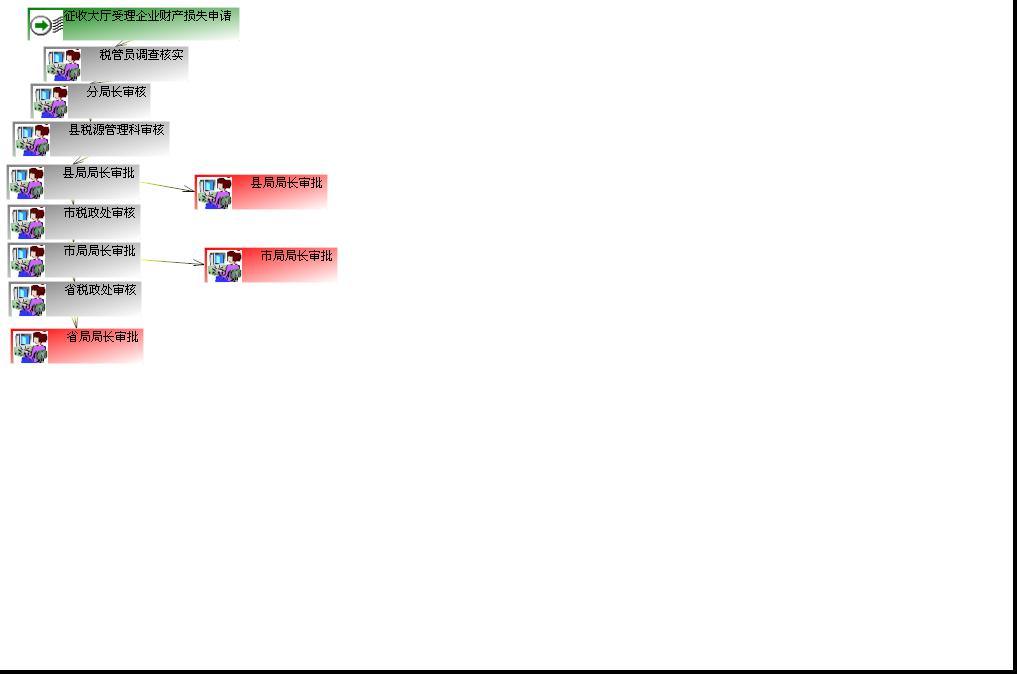 征收大厅受理企业财产损失申请
税管员调查核实
分局长审核
县税源管理科审核
县局局长审批
县局局长审批
市税政处审核
市局局长审批
市局局长审批
省税政处审核
省局局长审批